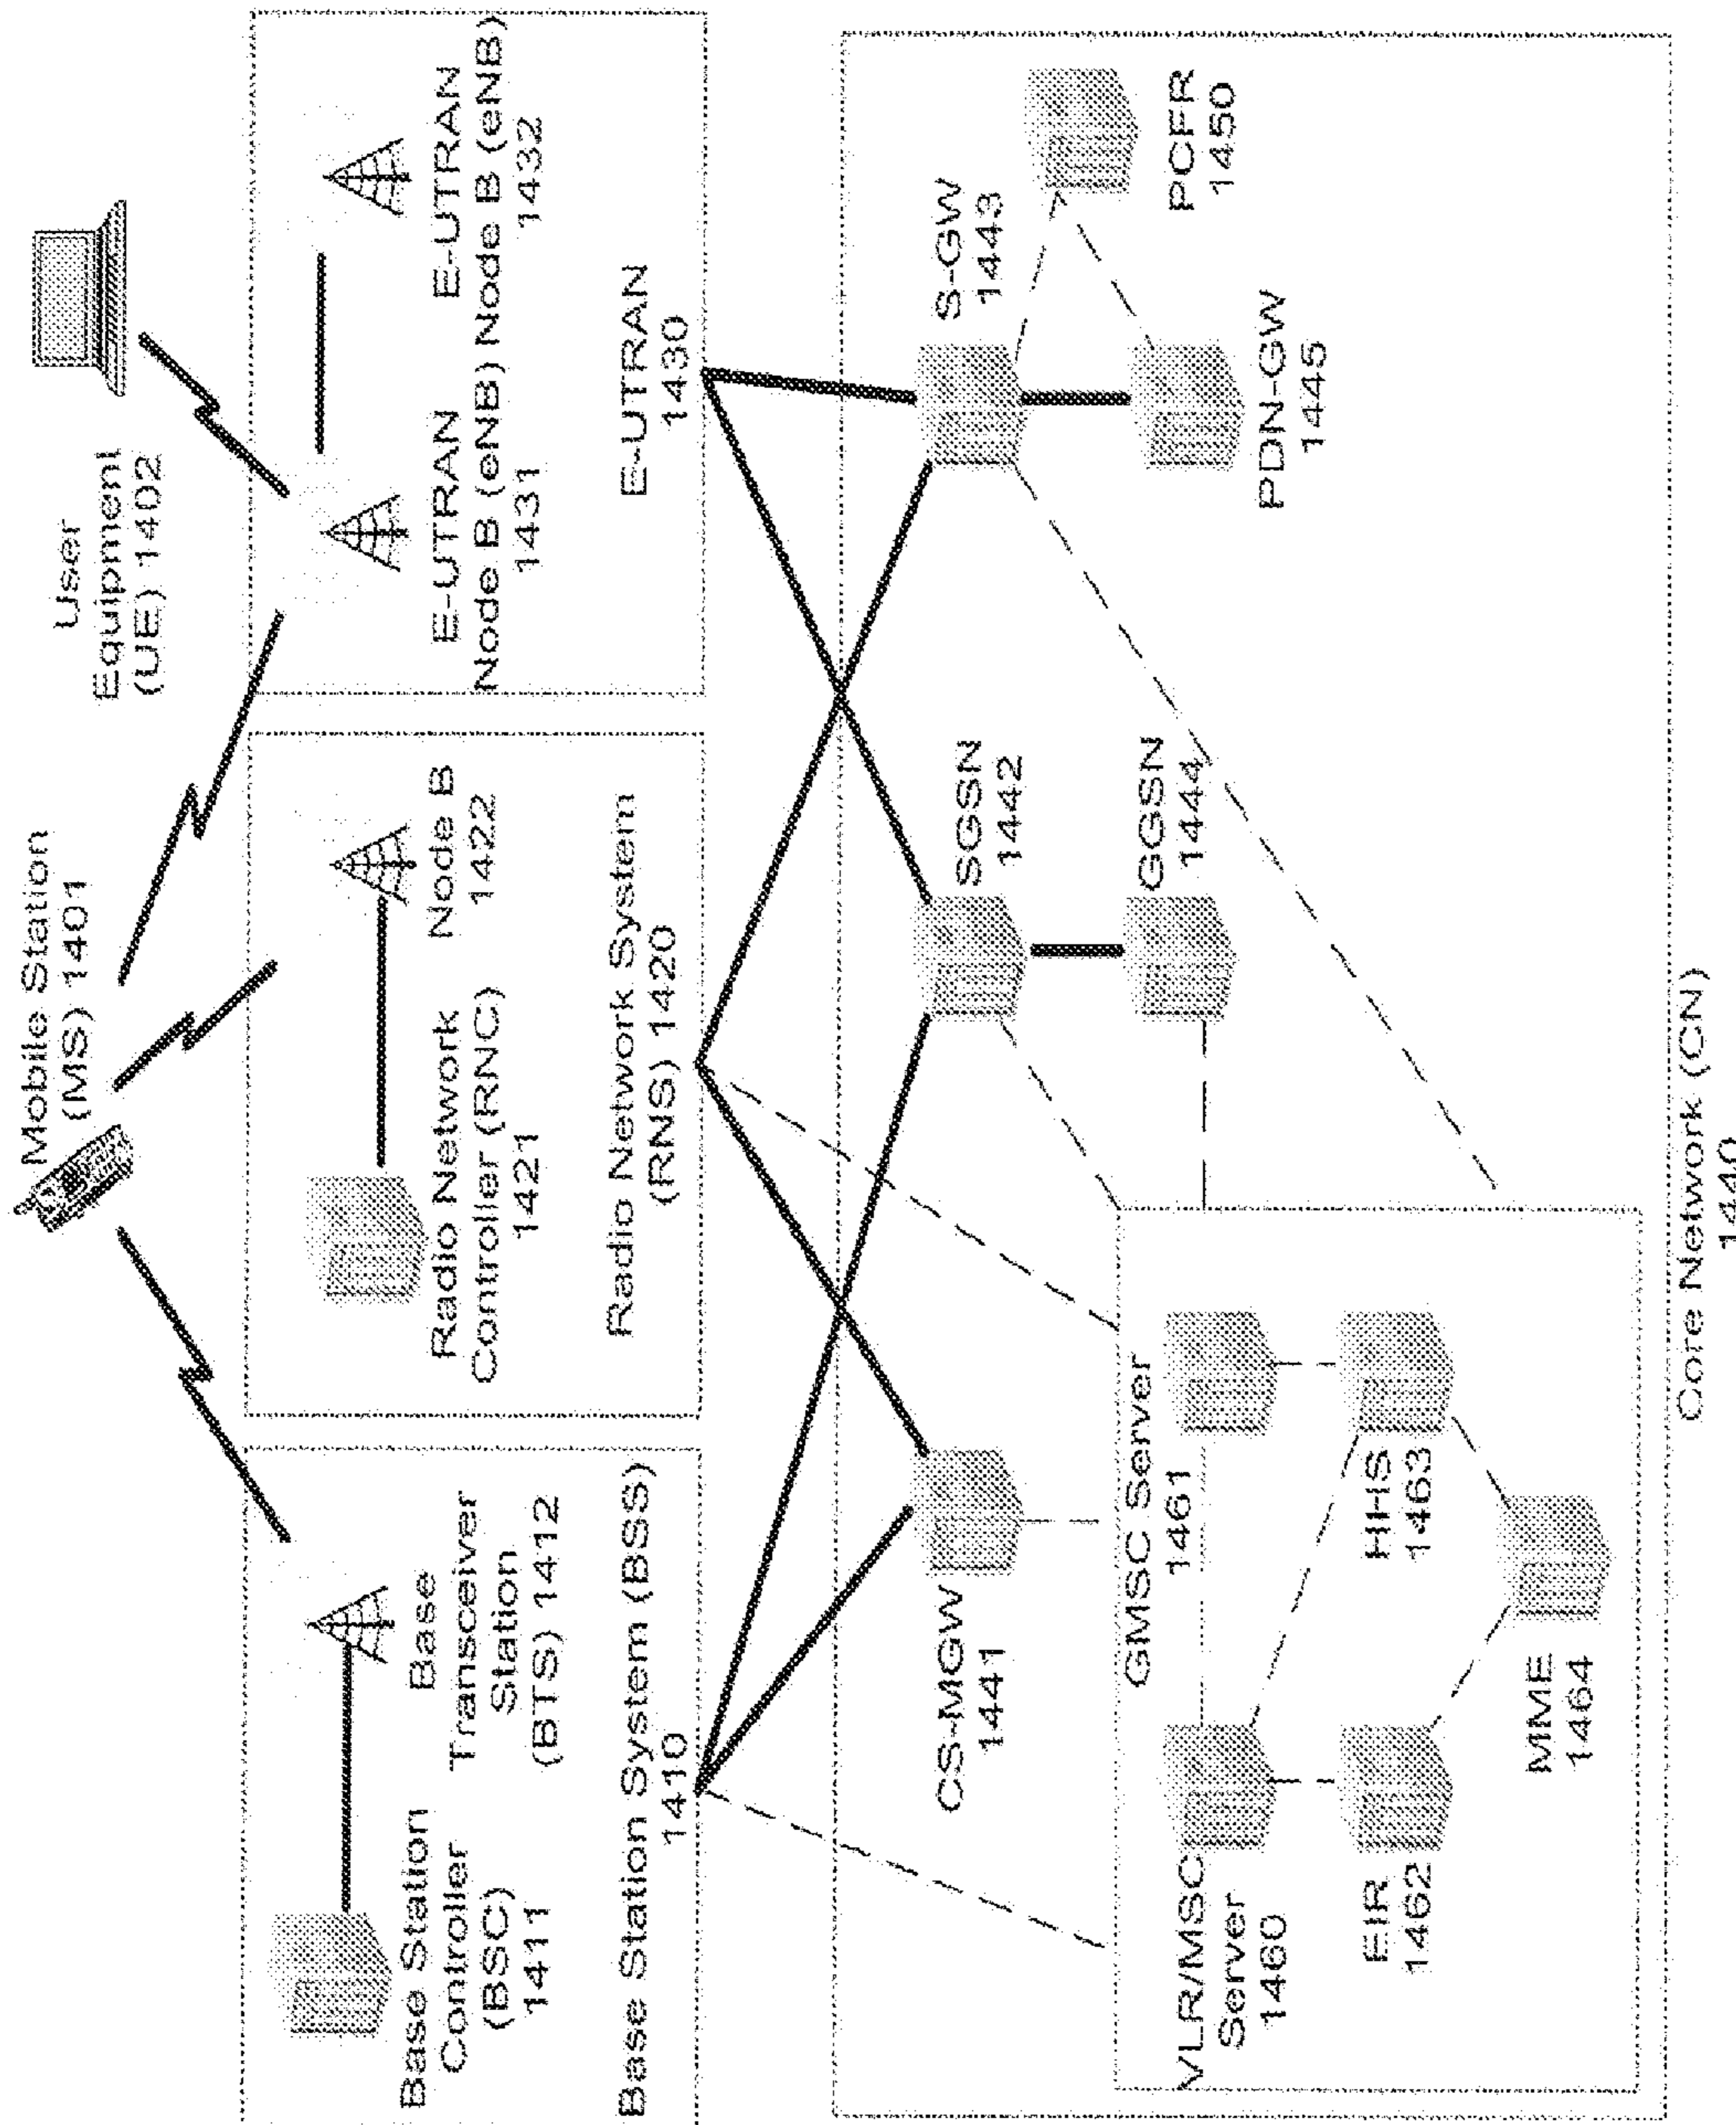 Mobile Station
(MS) 1401
User
Equipment
(UE) 1402
Base Station
Controller
(BSC)
1411
Base
Transceiver
Station
(BTS) 1412
Base Station System (BSS)
1410
Radio Network
Controller (RNC)
1421
Node B
1422
Radio Network System
(RNS) 1420
E-UTRAN
Node B (eNB)
1431
E-UTRAN
Node B (eNB)
1432
E-UTRAN
1430
CS-MGW
1441
SGSN
1442
GGSN
1444
S-GW
1443
PDN-GW
1445
PCFR
1450
GMSC Server
1461
VLR/MSC
Server
1460
EIR
1462
HHS
1463
MME
1464
Core Network (CN)
1440